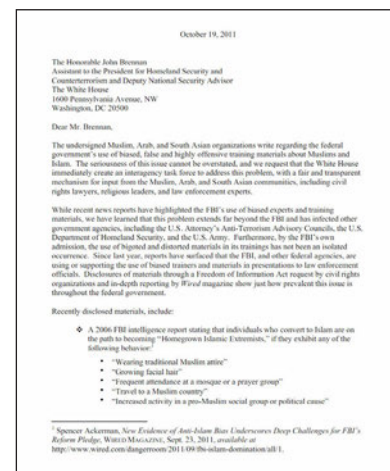 October 19, 2011
The Honorable John Brennan
Assistant to the President for Homeland Security and
Counterterrorism and Deputy National Security Advisor
The White House
1600 Pennsylvania Avenue, NW
Washington, DC 20500
Dear Mr. Brennan,
The undersigned Muslim, Arab, and South Asian organizations write regarding the federal
government's use of biased, false and highly offensive training materials about Muslims and
Islam. The seriousness of this issue cannot be overstated, and we request that the White House
immediately create an interagency task force to address this problem, with a fair and transparent
mechanism for input from the Muslim, Arab, and South Asian communities, including civil
rights lawyers, religious leaders, and law enforcement experts.
While recent news reports have highlighted the FBI's use of biased experts and training
materials, we have learned that this problem extends far beyond the FBI and has infected other
government agencies, including the U.S. Attorney's Anti-Terrorism Advisory Councils, the U.S.
Department of Homeland Security, and the U.S. Army. Furthermore, by the FBI's own
admission, the use of bigoted and distorted materials in its trainings has not been an isolated
occurrence. Since last year, reports have surfaced that the FBI, and other federal agencies, are
using or supporting the use of biased trainers and materials in presentations to law enforcement
officials. Disclosures of materials through a Freedom of Information Act request by civil rights
organizations and in-depth reporting by Wired magazine show just how prevalent this issue is
throughout the federal government.
Recently disclosed materials, include:
❖ A 2006 FBI intelligence report stating that individuals who convert to Islam are on
the path to becoming "Homegrown Islamic Extremists," if they exhibit any of the
following behavior:¹
• "Wearing traditional Muslim attire"
• "Growing facial hair"
• "Frequent attendance at a mosque or a prayer group"
• "Travel to a Muslim country"
• "Increased activity in a pro-Muslim social group or political cause"
¹ Spencer Ackerman, New Evidence of Anti-Islam Bias Underscores Deep Challenges for FBI's
Reform Pledge, WIRED MAGAZINE, Sept. 23, 2011, available at
http://www.wired.com/dangerroom/2011/09/fbi-islam-domination/all/1.